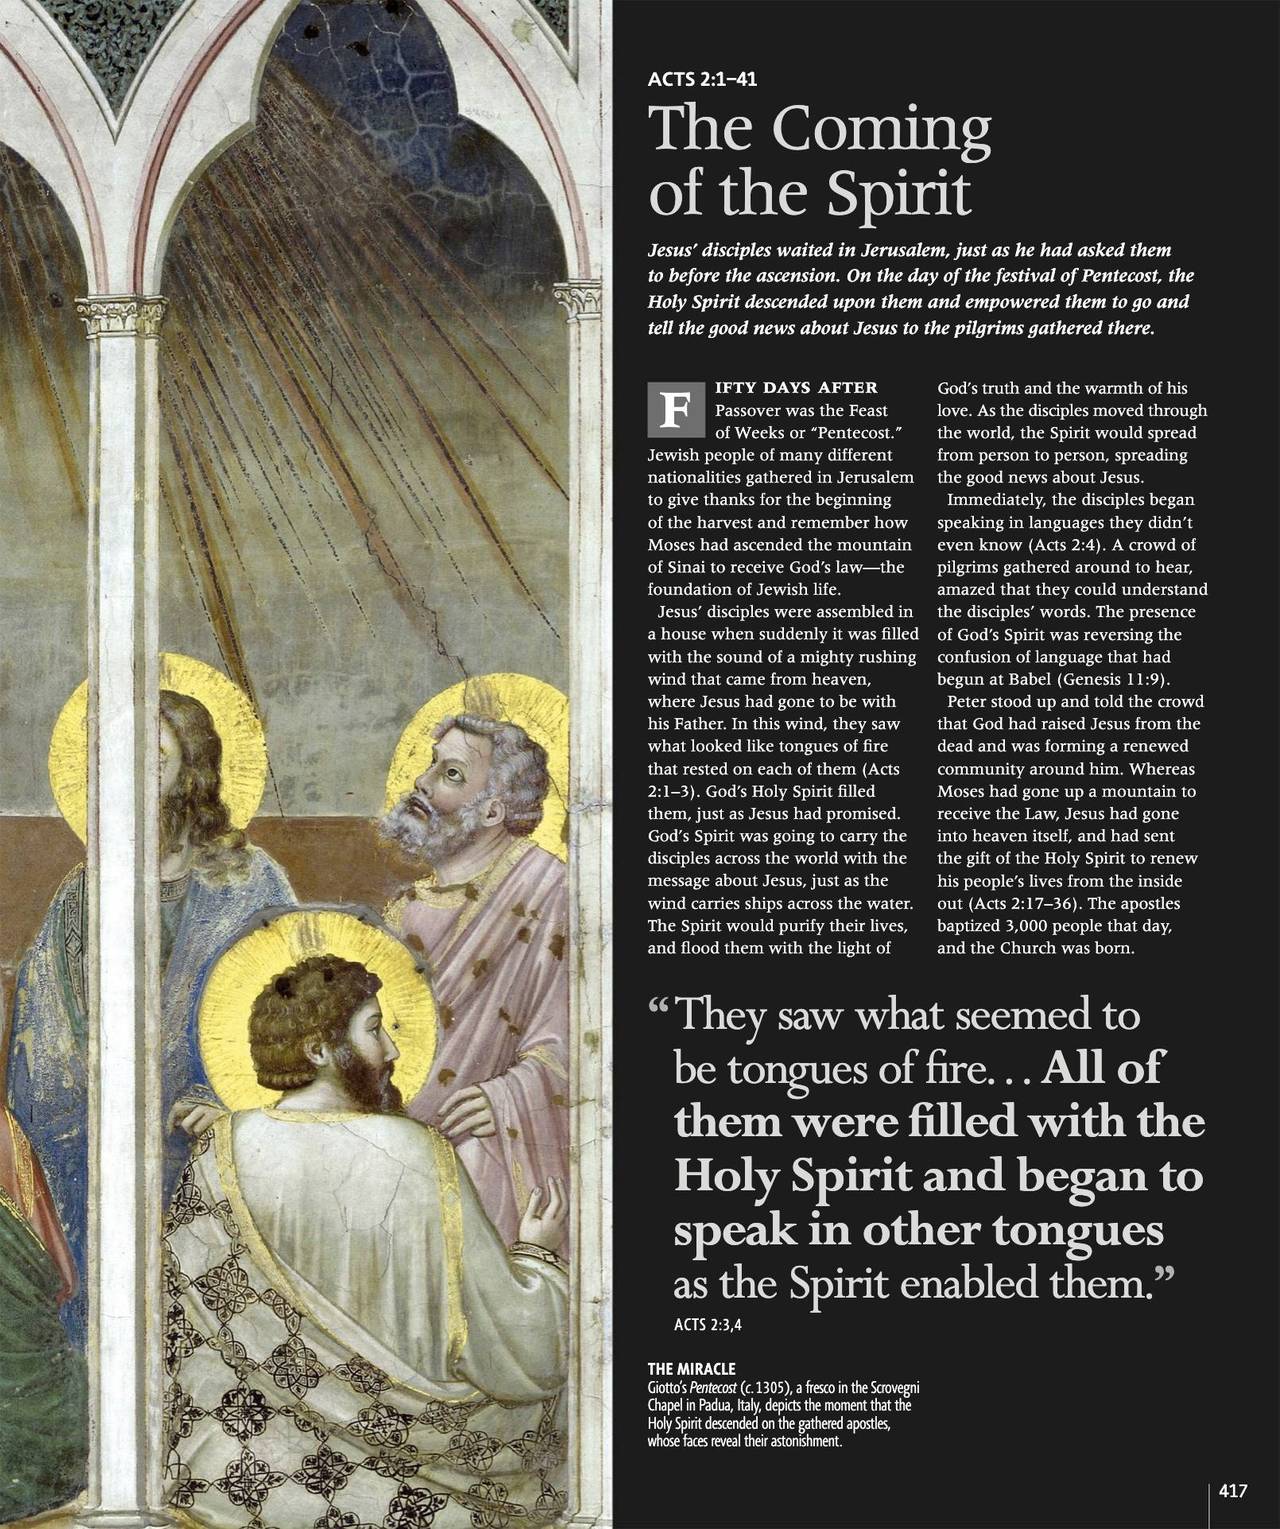 ACTS 2:1–41
The Coming
of the Spirit
Jesus’ disciples waited in Jerusalem, just as he had asked them
to before the ascension. On the day of the festival of Pentecost, the
Holy Spirit descended upon them and empowered them to go and
tell the good news about Jesus to the pilgrims gathered there.
FIFTY DAYS AFTER
Passover was the Feast
of Weeks or “Pentecost.”
Jewish people of many different
nationalities gathered in Jerusalem
to give thanks for the beginning
of the harvest and remember how
Moses had ascended the mountain
of Sinai to receive God’s law—the
foundation of Jewish life.
Jesus’ disciples were assembled in
a house when suddenly it was filled
with the sound of a mighty rushing
wind that came from heaven,
where Jesus had gone to be with
his Father. In this wind, they saw
what looked like tongues of fire
that rested on each of them (Acts
2:1–3). God’s Holy Spirit filled
them, just as Jesus had promised.
God’s Spirit was going to carry the
disciples across the world with the
message about Jesus, just as the
wind carries ships across the water.
The Spirit would purify their lives,
and flood them with the light of
God’s truth and the warmth of his
love. As the disciples moved through
the world, the Spirit would spread
from person to person, spreading
the good news about Jesus.
Immediately, the disciples began
speaking in languages they didn’t
even know (Acts 2:4). A crowd of
pilgrims gathered around to hear,
amazed that they could understand
the disciples’ words. The presence
of God’s Spirit was reversing the
confusion of language that had
begun at Babel (Genesis 11:9).
Peter stood up and told the crowd
that God had raised Jesus from the
dead and was forming a renewed
community around him. Whereas
Moses had gone up a mountain to
receive the Law, Jesus had gone
into heaven itself, and had sent
the gift of the Holy Spirit to renew
his people’s lives from the inside
out (Acts 2:17–36). The apostles
baptized 3,000 people that day,
and the Church was born.
“They saw what seemed to
be tongues of fire… All of
them were filled with the
Holy Spirit and began to
speak in other tongues
as the Spirit enabled them.”
ACTS 2:3,4
THE MIRACLE
Giotto’s Pentecost (c. 1305), a fresco in the Scrovegni
Chapel in Padua, Italy, depicts the moment that the
Holy Spirit descended on the gathered apostles,
whose faces reveal their astonishment.
417